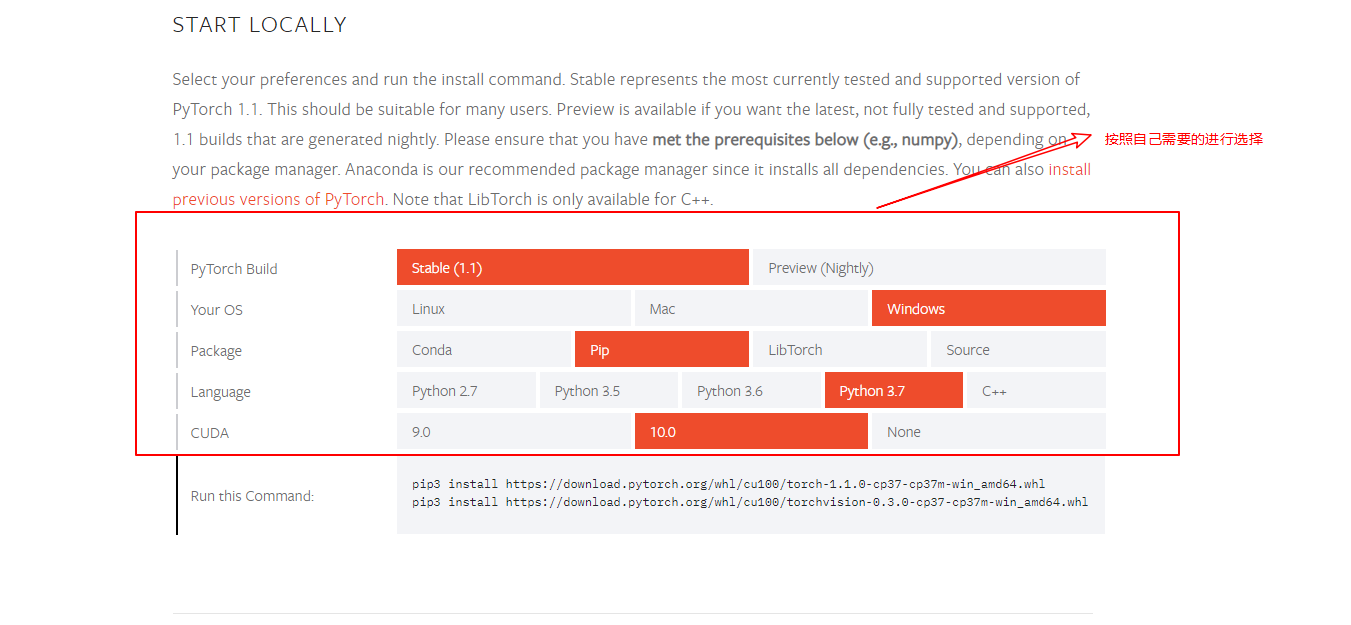 START LOCALLY
Select your preferences and run the install command. Stable represents the most currently tested and supported version of
PyTorch 1.1. This should be suitable for many users. Preview is available if you want the latest, not fully tested and supported,
1.1 builds that are generated nightly. Please ensure that you have met the prerequisites below (e.g., numpy), depending on
your package manager. Anaconda is our recommended package manager since it installs all dependencies. You can also install
previous versions of PyTorch. Note that LibTorch is only available for C++.
按照自己需要的进行选择
PyTorch Build Stable (1.1) Preview (Nightly)
Your OS Linux Mac Windows
Package Conda Pip LibTorch Source
Language Python 2.7 Python 3.5 Python 3.6 Python 3.7 C++
CUDA 9.0 10.0 None
Run this Command:
pip3 install https://download.pytorch.org/whl/cu100/torch-1.1.0-cp37-cp37m-win_amd64.whl
pip3 install https://download.pytorch.org/whl/cu100/torchvision-0.3.0-cp37-cp37m-win_amd64.whl